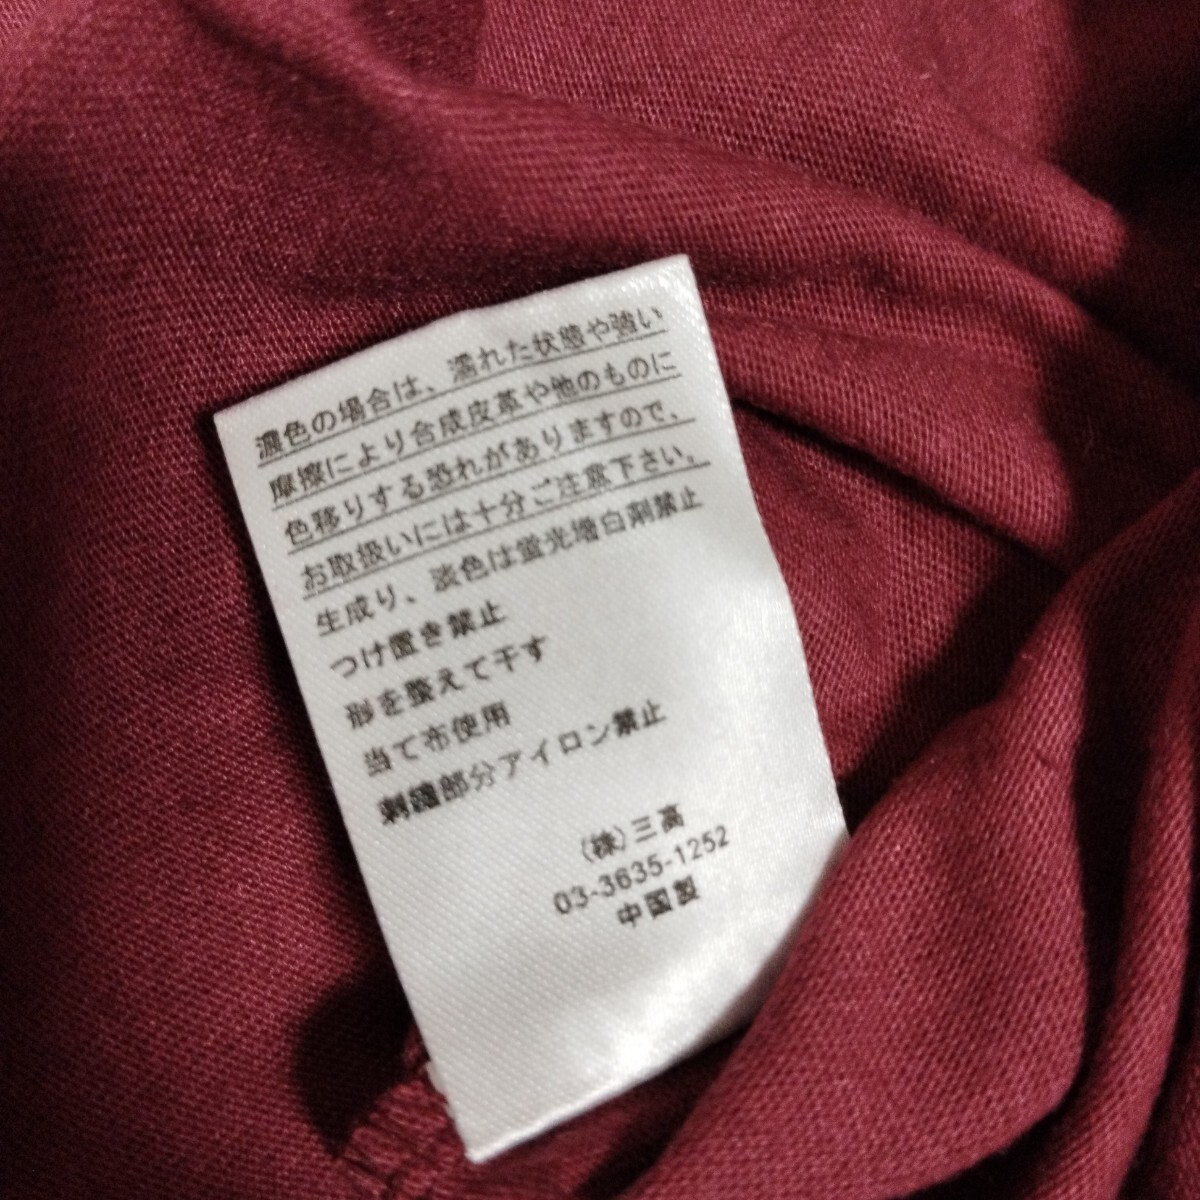 濃色の場合は、濡れた状態や強い
摩擦により合成皮革や他のものに
色移りする恐れがありますので、
お取扱いには十分ご注意下さい。
生成り、淡色は蛍光増白剤禁止
つけ置き禁止
形を整えて干す
当て布使用
刺繍部分アイロン禁止
(株)三高
03-3635-1252
中国製